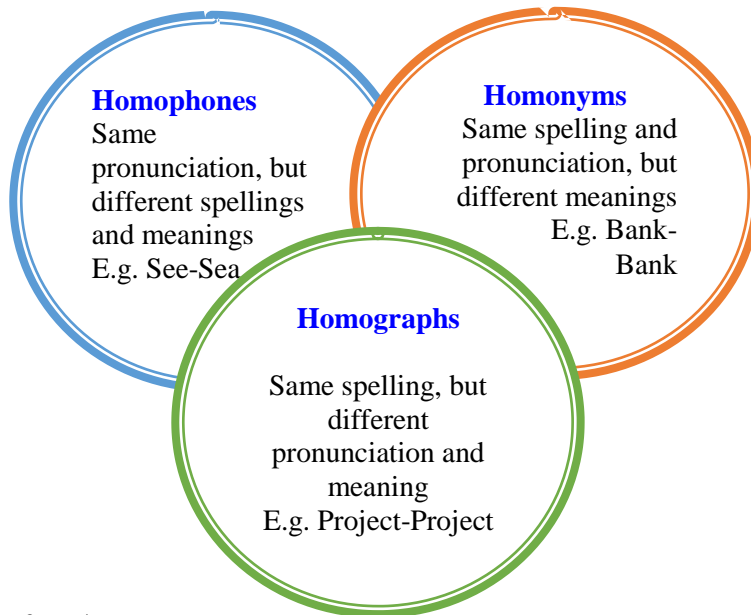 Homophones
Same
pronunciation, but
different spellings
and meanings
E.g. See-Sea
Homonyms
Same spelling and
pronunciation, but
different meanings
E.g. Bank-
Bank
Homographs
Same spelling, but
different
pronunciation and
meaning
E.g. Project-Project